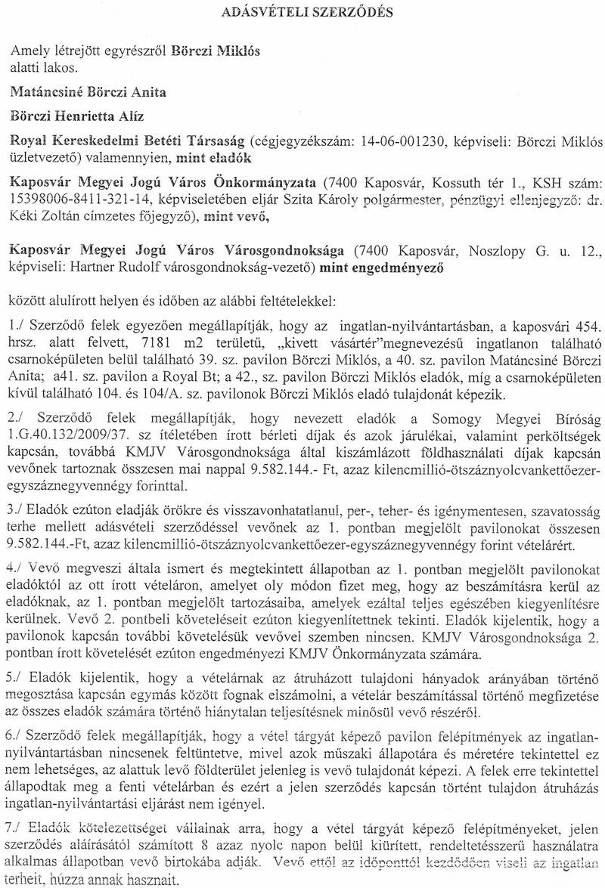 ADÁSVÉTELI SZERZŐDÉS
Amely létrejött egyrészről Börczi Miklós
alatti lakos.
Matáncsiné Börczi Anita
Börczi Henrietta Alíz
Royal Kereskedelmi Betéti Társaság (cégjegyzékszám: 14-06-001230, képviseli: Börczi Miklós
üzletvezető) valamennyien, mint eladók
Kaposvár Megyei Jogú Város Önkormányzata (7400 Kaposvár, Kossuth tér 1., KSH szám:
15398006-8411-321-14, képviseletében eljár Szita Károly polgármester, pénzügyi ellenjegyző: dr.
Kéki Zoltán címzetes főjegyző), mint vevő,
Kaposvár Megyei Jogú Város Városgondnoksága (7400 Kaposvár, Noszlopy G. u. 12.,
képviseli: Hartner Rudolf városgondnokság-vezető) mint engedményező
között alulírott helyen és időben az alábbi feltételekkel:
1./ Szerződő felek egyezően megállapítják, hogy az ingatlan-nyilvántartásban, a kaposvári 454.
hrsz. alatt felvett, 7181 m2 területű, „kivett vásártér"megnevezésű ingatlanon található
csarnoképületen belül található 39. sz. pavilon Börczi Miklós, a 40. sz. pavilon Matáncsiné Börczi
Anita; a41. sz. pavilon a Royal Bt; a 42., sz. pavilon Börczi Miklós eladók, míg a csarnoképületen
kívül található 104. és 104/A. sz. pavilonok Börczi Miklós eladó tulajdonát képezik.
2./ Szerződő felek megállapítják, hogy nevezett eladók a Somogy Megyei Bíróság
1.G.40.132/2009/37. sz ítéletében írott bérleti díjak és azok járulékai, valamint perköltségek
kapcsán, továbbá KMJV Városgondnoksága által kiszámlázott földhasználati díjak kapcsán
vevőnek tartoznak összesen mai nappal 9.582.144.- Ft, azaz kilencmillió-ötszáznyolcvankettőezer-
egyszáznegyvennégy forinttal.
3./ Eladók ezúton eladják örökre és visszavonhatatlanul, per-, teher- és igénymentesen, szavatosság
terhe mellett adásvételi szerződéssel vevőnek az 1. pontban megjelölt pavilonokat összesen
9.582.144.-Ft, azaz kilencmillió-ötszáznyolcvankettőezer-egyszáznegyvennégy forint vételárért.
4./ Vevő megveszi általa ismert és megtekintett állapotban az 1. pontban megjelölt pavilonokat
eladóktól az ott írott vételáron, amelyet oly módon fizet meg, hogy az beszámításra kerül az
eladóknak, az 1. pontban megjelölt tartozásaiba, amelyek ezáltal teljes egészében kiegyenlítésre
kerülnek. Vevő 2. pontbeli követeléseit ezúton kiegyenlítettnek tekinti. Eladók kijelentik, hogy a
pavilonok kapcsán további követelésük vevővel szemben nincsen. KMJV Városgondnoksága 2.
pontban írott követelését ezúton engedményezi KMJV Önkormányzata számára.
5./ Eladók kijelentik, hogy a vételárnak az átruházott tulajdoni hányadok arányában történő
megosztása kapcsán egymás között fognak elszámolni, a vételár beszámítással történő megfizetése
az összes eladók számára történő hiánytalan teljesítésnek minősül vevő részéről.
6./ Szerződő felek megállapítják, hogy a vétel tárgyát képező pavilon felépítmények az ingatlan-
nyilvántartásban nincsenek feltüntetve, mivel azok műszaki állapotára és méretére tekintettel ez
nem lehetséges, az alattuk levő földterület jelenleg is vevő tulajdonát képezi. A felek erre tekintettel
állapodtak meg a fenti vételárban és ezért a jelen szerződés kapcsán történt tulajdon átruházás
ingatlan-nyilvántartási eljárást nem igényel.
7./ Eladók kötelezettséget vállalnak arra, hogy a vétel tárgyát képező felépítményeket, jelen
szerződés aláírásától számított 8 azaz nyolc napon belül kiürített, rendeltetésszerű használatra
alkalmas állapotban vevő birtokába adják. Vevő ettől az időponttól kezdődően viseli az ingatlan
terheit, húzza annak hasznait.